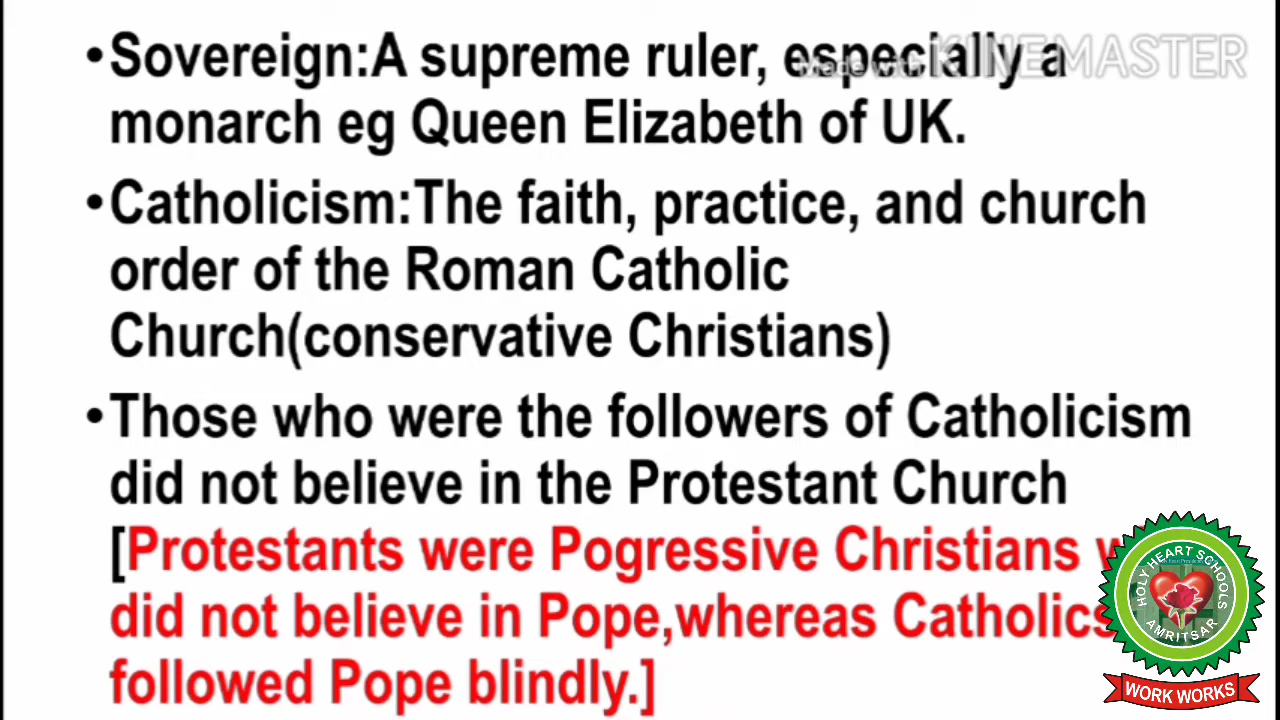 •Sovereign:A supreme ruler, especially a
Made with KINEMASTER
monarch eg Queen Elizabeth of UK.
•Catholicism:The faith, practice, and church
order of the Roman Catholic
Church(conservative Christians)
•Those who were the followers of Catholicism
did not believe in the Protestant Church
[Protestants were Pogressive Christians
did not believe in Pope,whereas Catholics
followed Pope blindly.]
HOLY HEART SCHOOLS
AMRITSAR
WORK WORKS